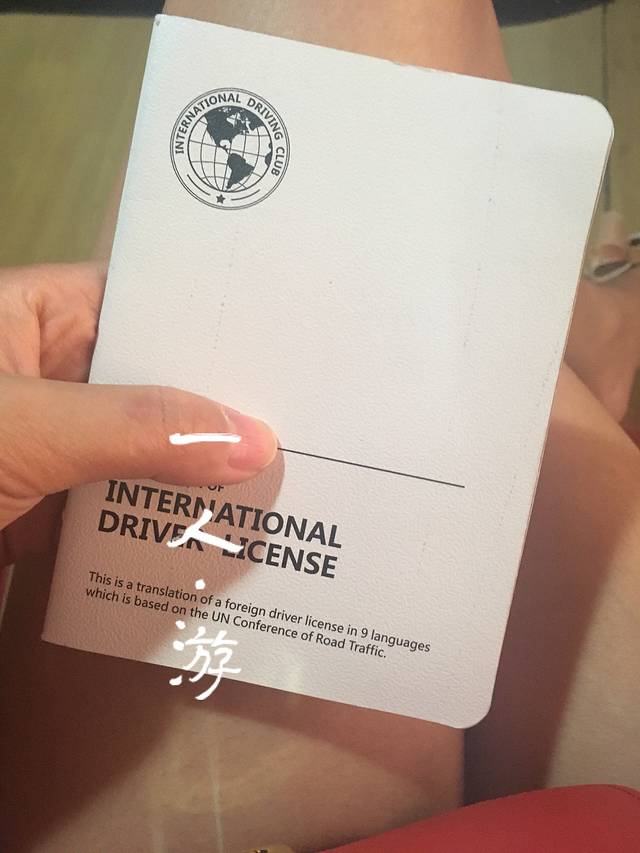 INTERNATIONAL DRIVING CLUB
一
OF
INTERNATIONAL
DRIVER LICENSE
人
·
This is a translation of a foreign driver license in 9 languages
which is based on the UN Conference of Road Traffic.
游